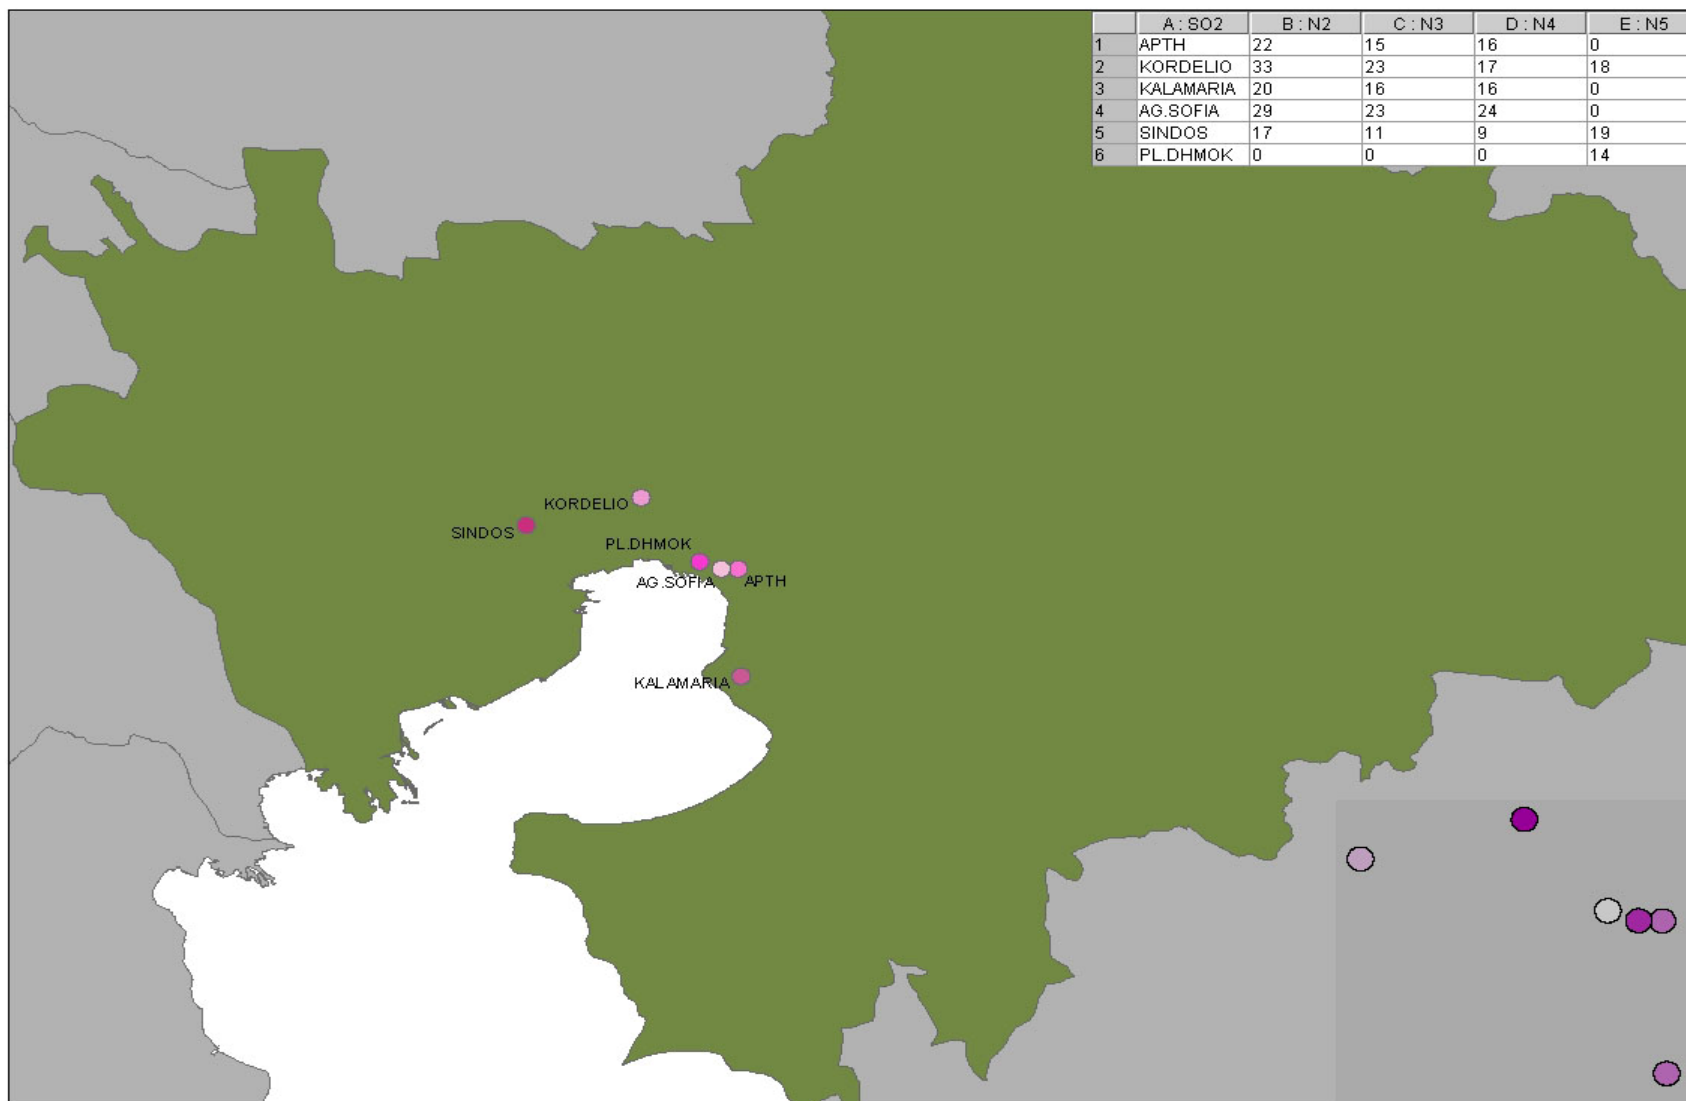 A : SO2 B : N2 C : N3 D : N4 E : N5
1 APTH 22 15 16 0
2 KORDELIO 33 23 17 18
3 KALAMARIA 20 16 16 0
4 AG.SOFIA 29 23 24 0
5 SINDOS 17 11 9 19
6 PL.DHMOK 0 0 0 14
KORDELIO
SINDOS
PL.DHMOK
AG.SOFIA APTH
KALAMARIA